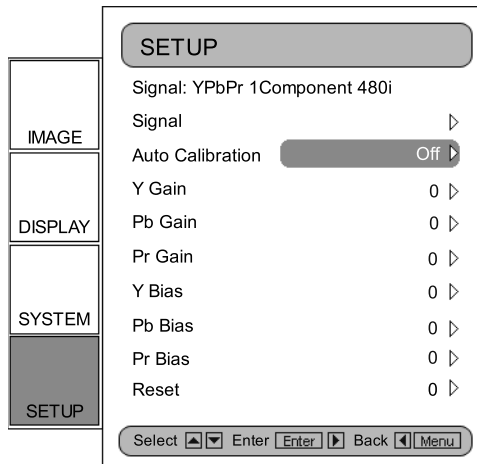 SETUP
Signal: YPbPr 1Component 480i
Signal
Auto Calibration Off
Y Gain 0
Pb Gain 0
Pr Gain 0
Y Bias 0
Pb Bias 0
Pr Bias 0
Reset 0
IMAGE
DISPLAY
SYSTEM
SETUP
Select Enter Enter Back Menu